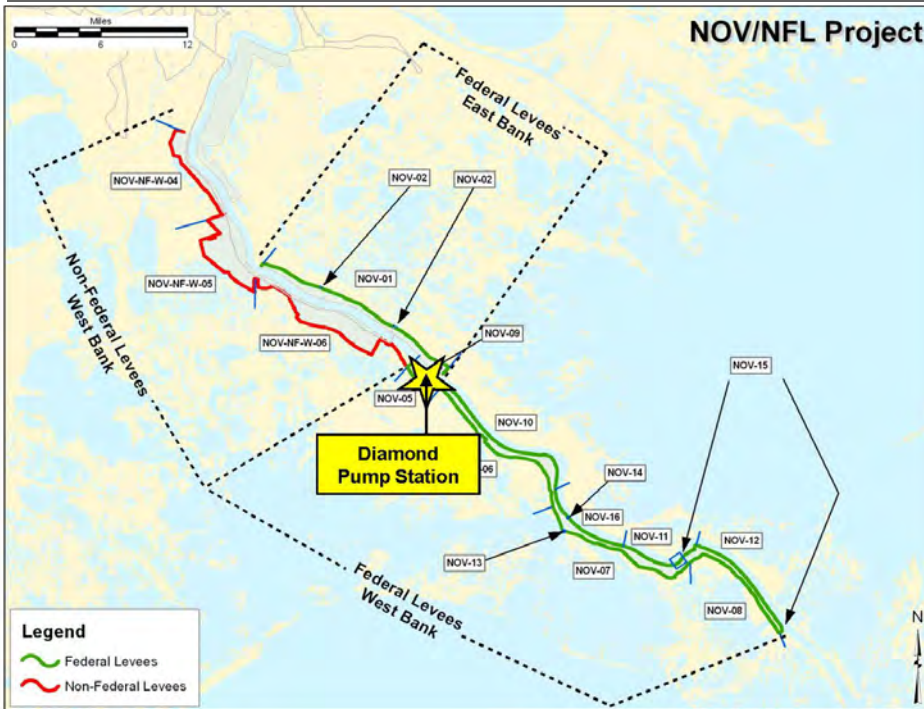 Miles
0 6 12
NOV/NFL Project
Federal Levees
East Bank
NOV-02
NOV-02
NOV-NF-W-04
NOV-NF-W-05
NOV-01
Non-Federal Levees
West Bank
NOV-NF-W-06
NOV-09
NOV-15
NOV-05
NOV-10
Diamond
Pump Station
06
NOV-14
NOV-16
NOV-11
NOV-12
NOV-13
NOV-07
NOV-08
Federal Levees
West Bank
N
Legend
Federal Levees
Non-Federal Levees